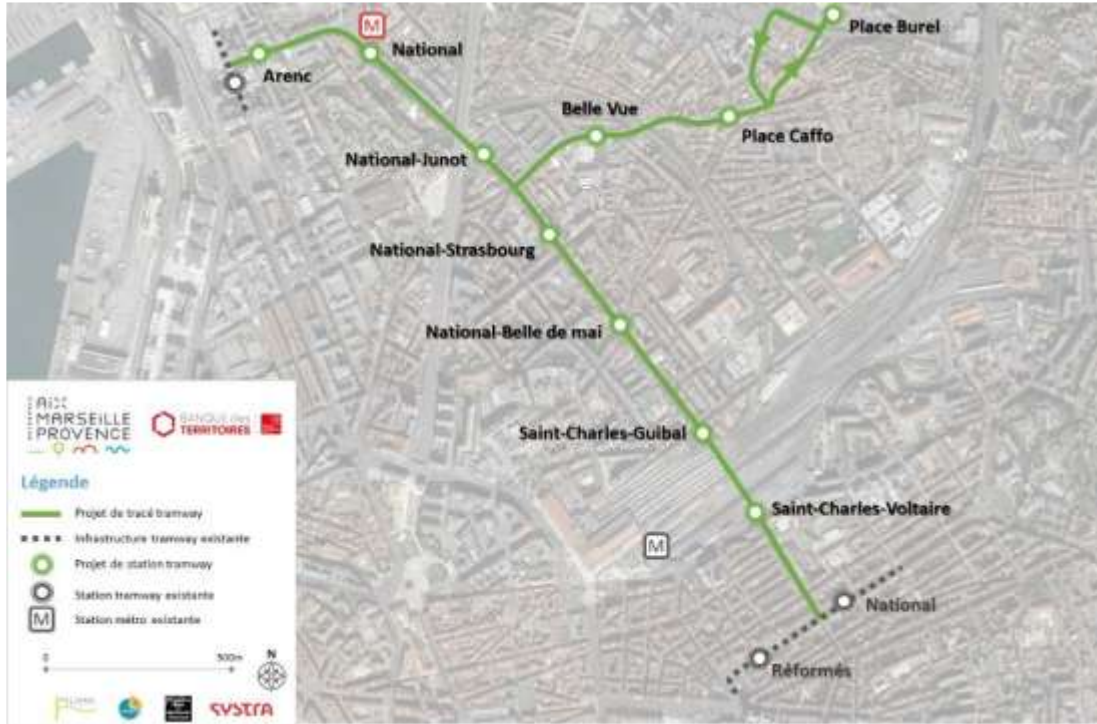 M
Place Burel
National
Arenc
Belle Vue
Place Caffo
National-Junot
National-Strasbourg
National-Belle de mai
Saint-Charles-Guibal
Saint-Charles-Voltaire
M
National
Réformés
AIX
MARSEILLE
PROVENCE
BANQUE des
TERRITOIRES
Légende
Projet de tracé tramway
Infrastructure tramway existante
Projet de station tramway
Station tramway existante
M
Station métro existante
0
500m
N
SYSTRA